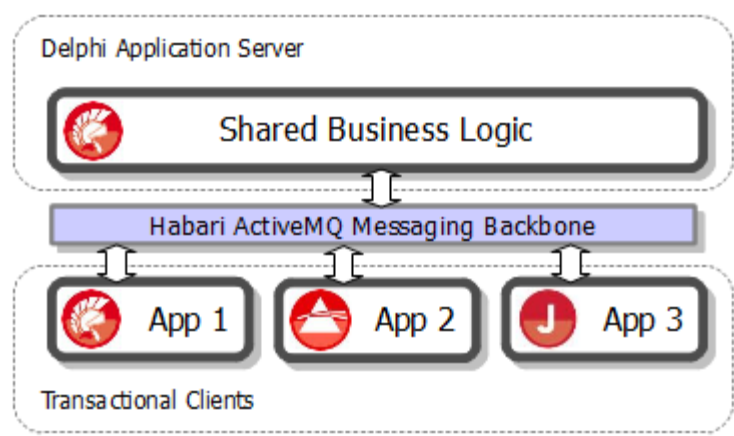 Delphi Application Server
Shared Business Logic
Habari ActiveMQ Messaging Backbone
App 1
App 2
J
App 3
Transactional Clients